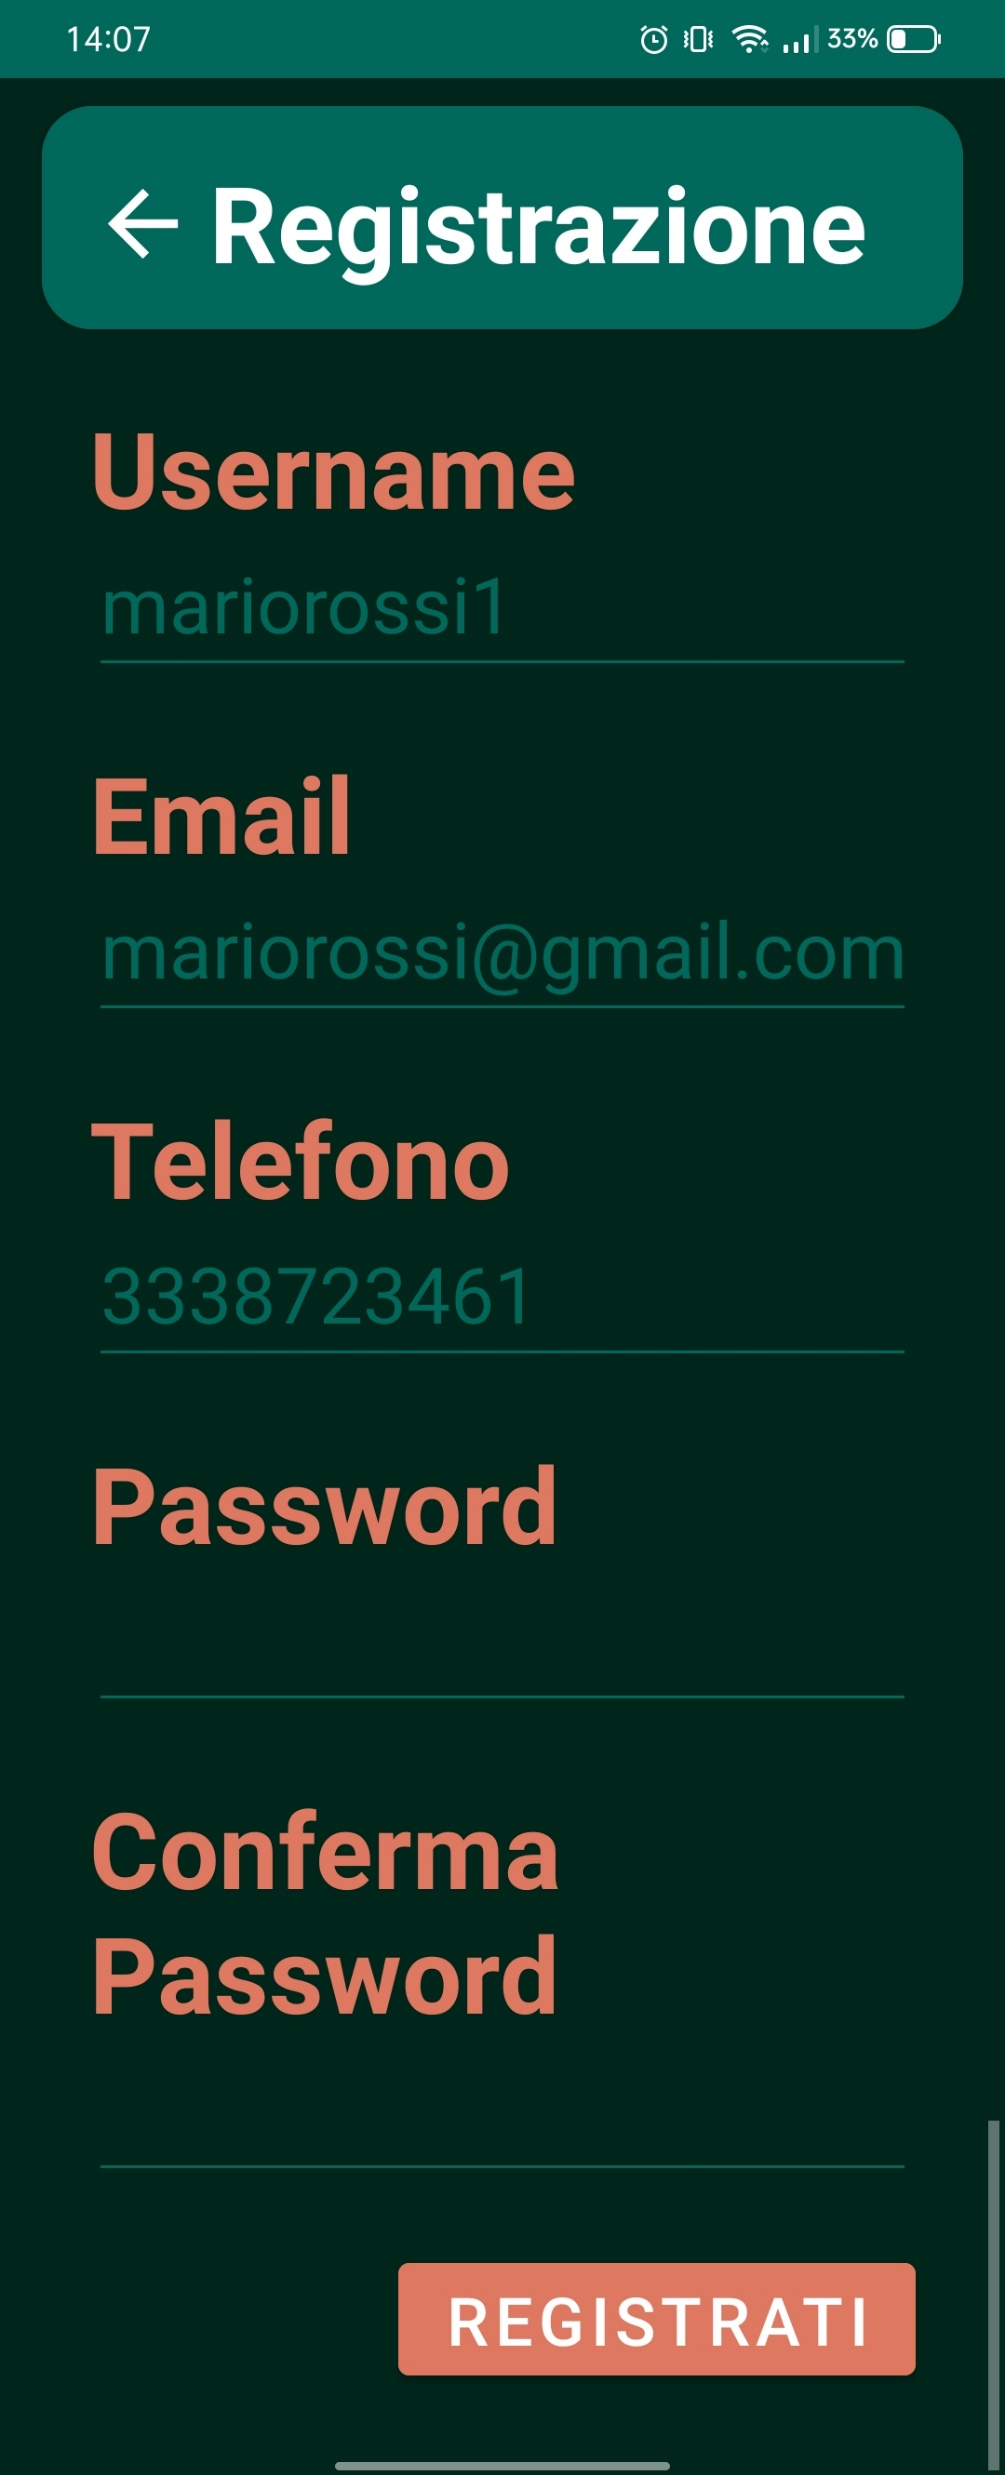 14:07 33%
Registrazione
Username
mariorossi1
Email
mariorossi@gmail.com
Telefono
3338723461
Password
Conferma
Password
REGISTRATI